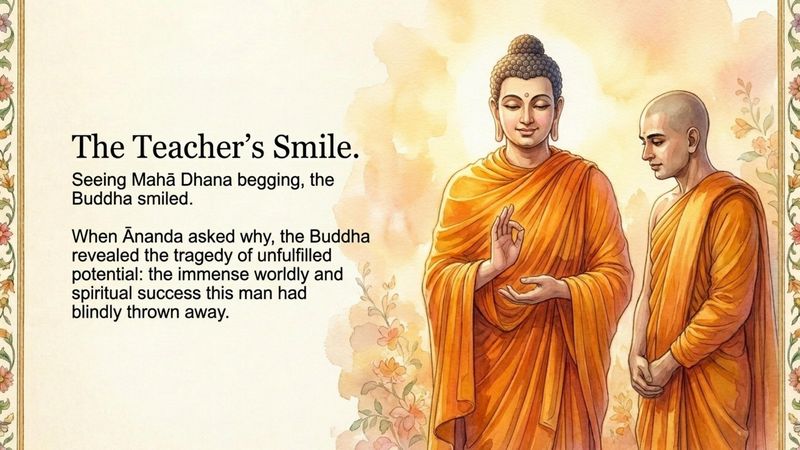 The Teacher’s Smile.
Seeing Mahā Dhana begging, the
Buddha smiled.
When Ānanda asked why, the Buddha
revealed the tragedy of unfulfilled
potential: the immense worldly and
spiritual success this man had
blindly thrown away.